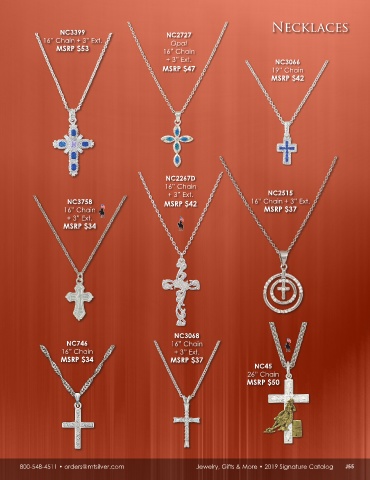 NECKLACES
NC3399
16" Chain + 3" Ext.
MSRP $53
NC2727
Opal
16" Chain
+ 3" Ext.
MSRP $47
NC3066
19" Chain
MSRP $42
NC3758
16" Chain
+ 3" Ext.
MSRP $34
NC2267D
16" Chain
+ 3" Ext.
MSRP $42
NC2515
16" Chain + 3" Ext.
MSRP $37
NC746
16" Chain
MSRP $34
NC3068
16" Chain
+ 3" Ext.
MSRP $37
NC45
26" Chain
MSRP $50
800-548-4511 • orders@mtsilver.com
Jewelry, Gifts & More • 2019 Signature Catalog